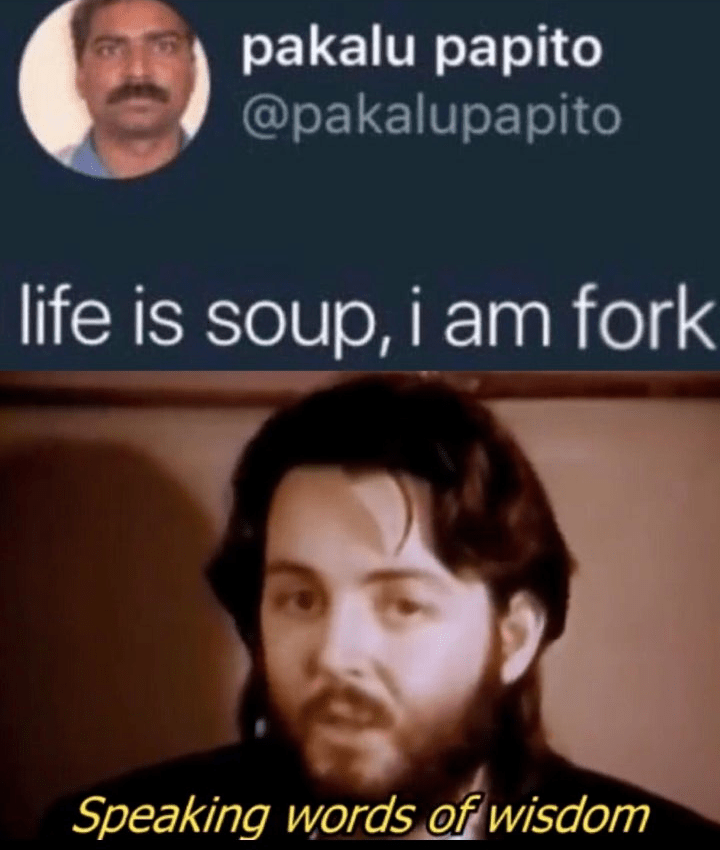 pakalu papito
@pakalupapito
life is soup, i am fork
Speaking words of wisdom